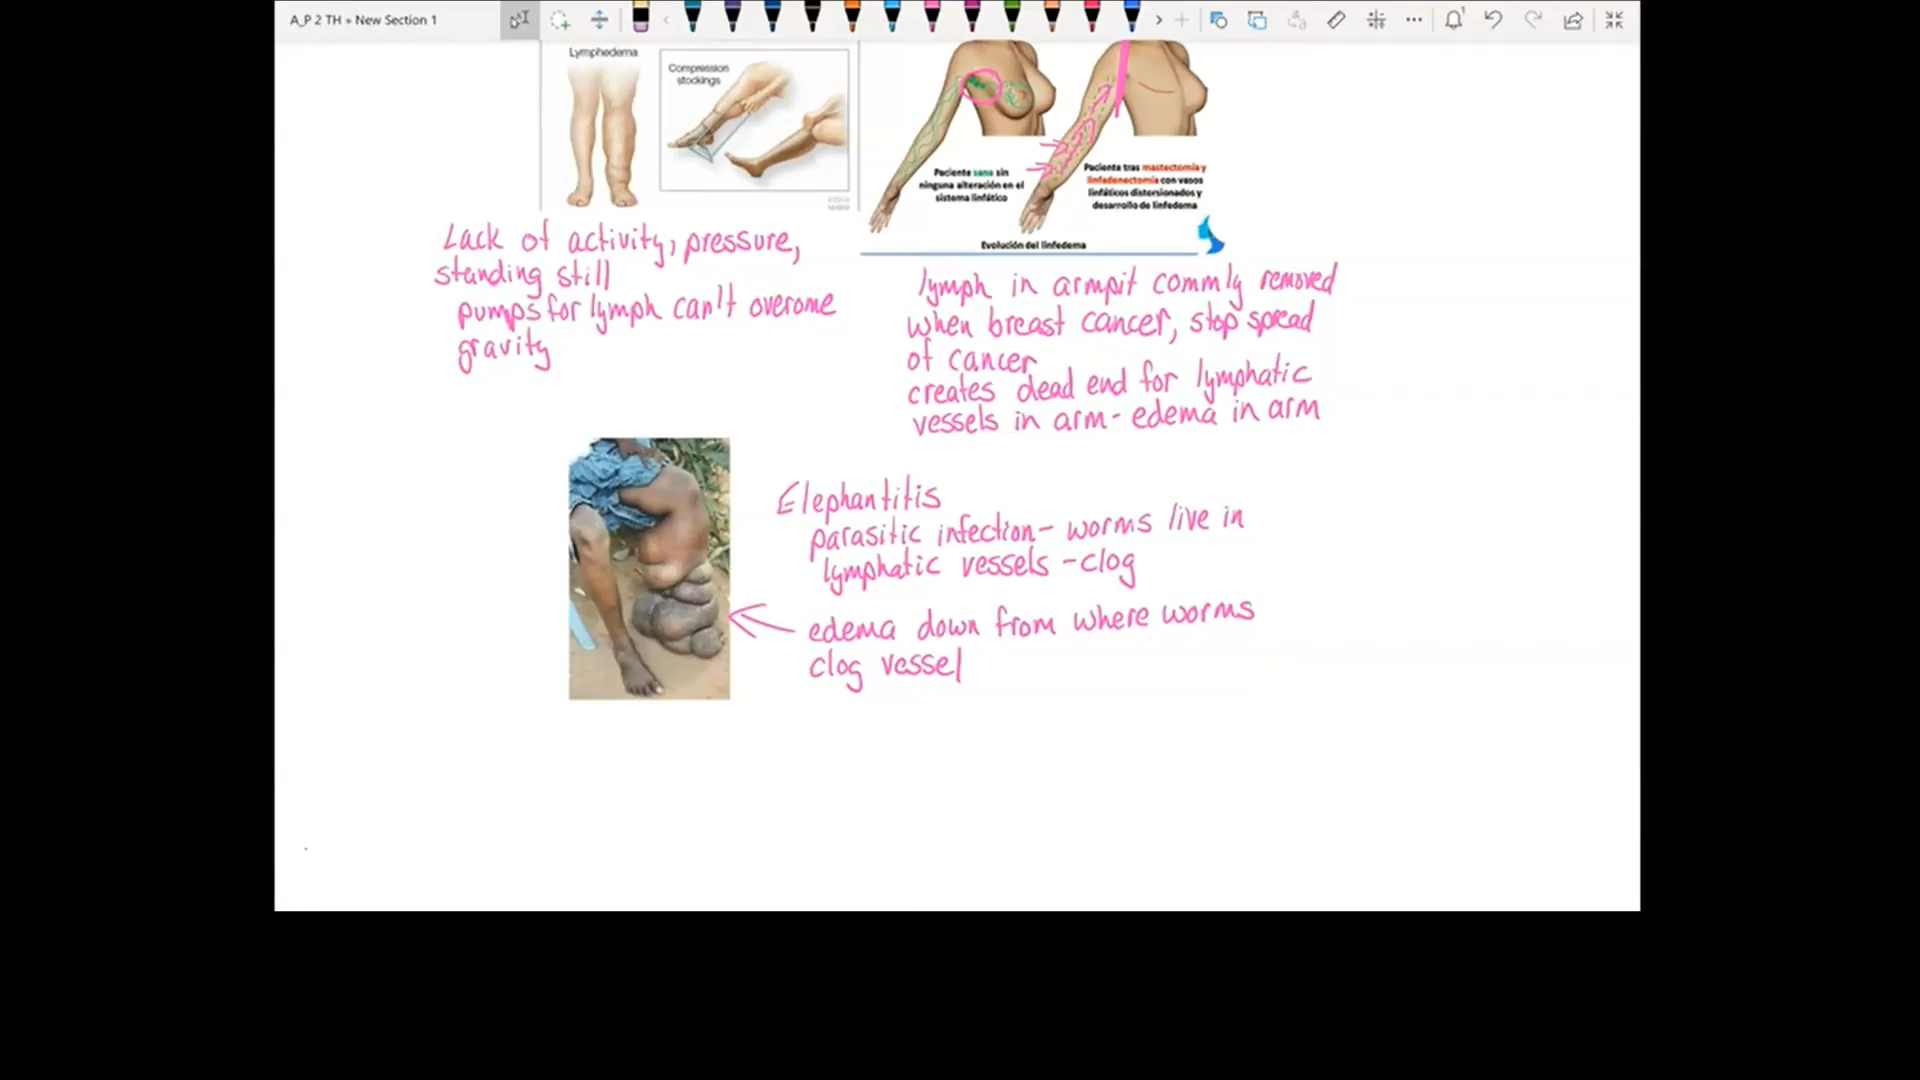 A_P 2 TH » New Section 1
Lymphedema
Compression
stockings
Paciente sana sin
ninguna alteración en el
sistema linfático
Paciente tras mastectomía y
linfadenectomía con vasos
linfáticos distorsionados y
desarrollo de linfedema
Evolución del linfedema
Lack of activity, pressure,
standing still
pumps for lymph can't overome
gravity
lymph in armpit commly removed
when breast cancer, stop spread
of cancer
creates dead end for lymphatic
vessels in arm - edema in arm
Elephantitis
parasitic infection - worms live in
lymphatic vessels - clog
edema down from where worms
clog vessel